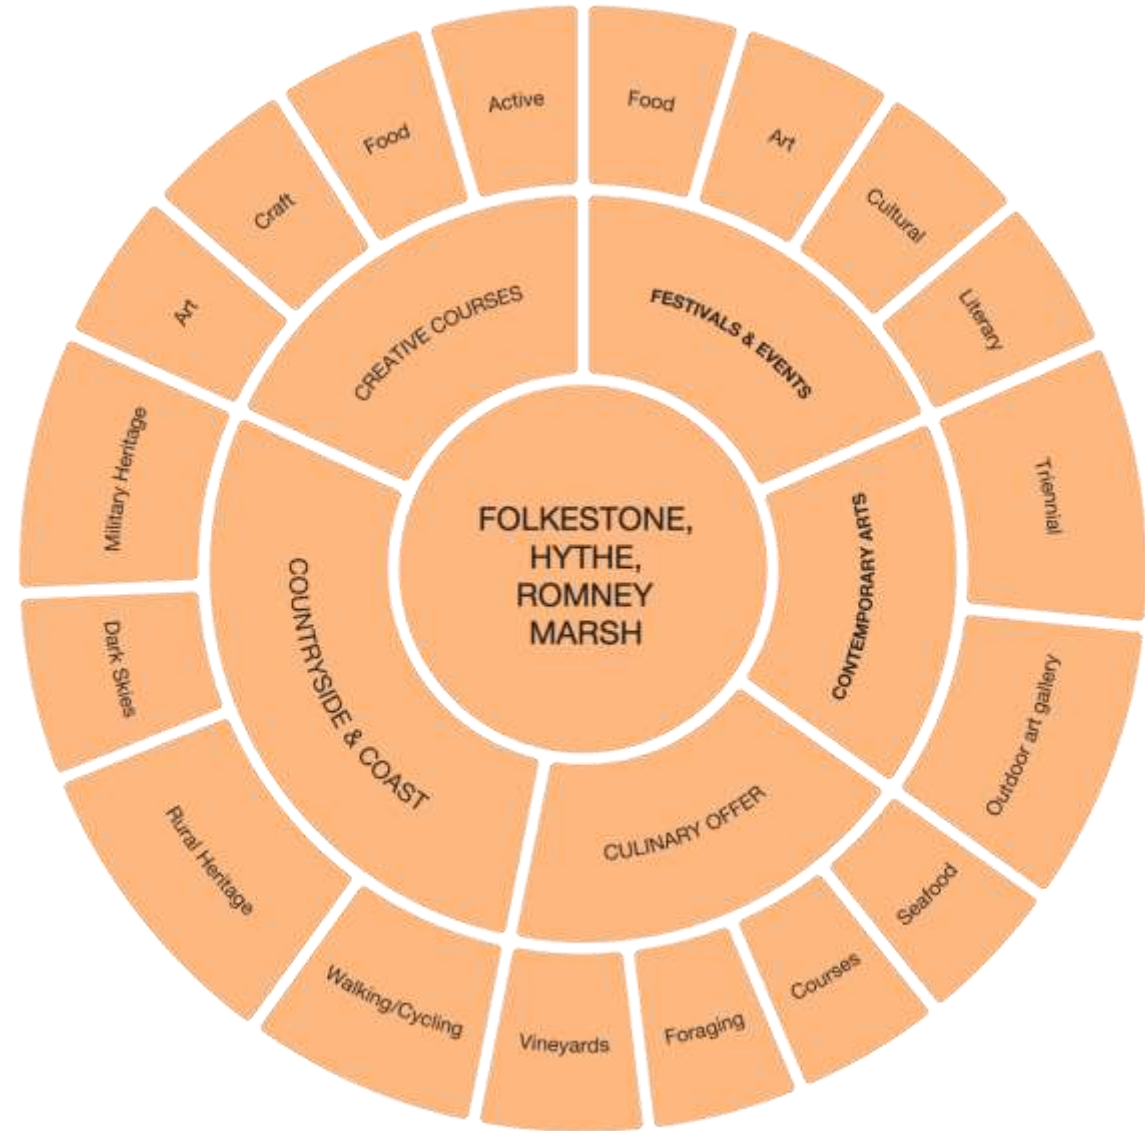 FOLKESTONE,
HYTHE,
ROMNEY
MARSH
FESTIVALS & EVENTS
Food
Art
Cultural
Literary
CONTEMPORARY ARTS
Triennial
Outdoor art gallery
CULINARY OFFER
Seafood
Courses
Foraging
Vineyards
COUNTRYSIDE & COAST
Walking/Cycling
Rural Heritage
Dark Skies
Military Heritage
CREATIVE COURSES
Art
Craft
Food
Active